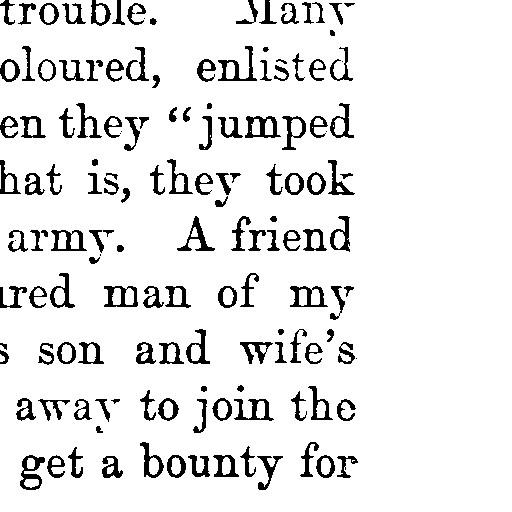 trouble. Many
oloured, enlisted
en they “jumped
hat is, they took
army. A friend
ured man of my
s son and wife’s
away to join the
get a bounty for